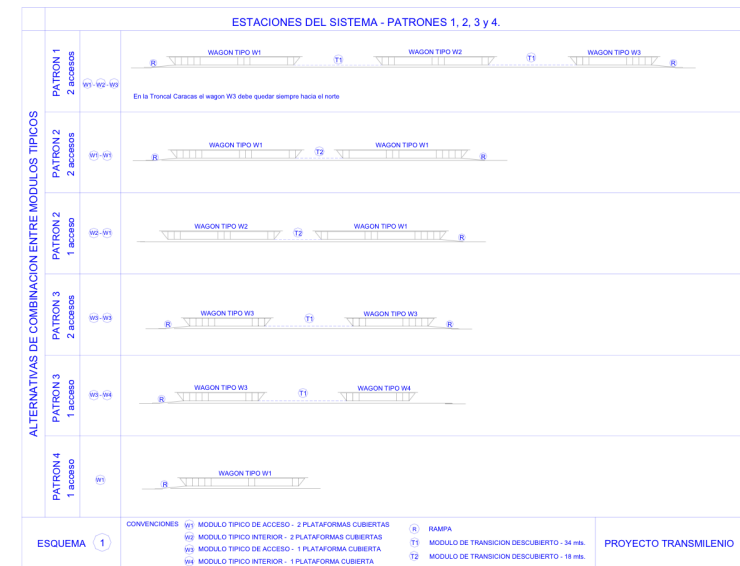 ESTACIONES DEL SISTEMA - PATRONES 1, 2, 3 y 4.
ALTERNATIVAS DE COMBINACION ENTRE MODULOS TIPICOS
PATRON 1
2 accesos
W1 - W2 - W3
WAGON TIPO W1
WAGON TIPO W2
WAGON TIPO W3
R
T1
T1
R
En la Troncal Caracas el wagon W3 debe quedar siempre hacia el norte
PATRON 2
2 accesos
W1 - W1
WAGON TIPO W1
WAGON TIPO W1
R
T2
R
PATRON 2
1 acceso
W2 - W1
WAGON TIPO W2
WAGON TIPO W1
T2
R
PATRON 3
2 accesos
W3 - W3
WAGON TIPO W3
WAGON TIPO W3
R
T1
R
PATRON 3
1 acceso
W3 - W4
WAGON TIPO W3
WAGON TIPO W4
R
T1
PATRON 4
1 acceso
W1
WAGON TIPO W1
R
ESQUEMA 1
CONVENCIONES
W1 MODULO TIPICO DE ACCESO - 2 PLATAFORMAS CUBIERTAS
W2 MODULO TIPICO INTERIOR - 2 PLATAFORMAS CUBIERTAS
W3 MODULO TIPICO DE ACCESO - 1 PLATAFORMA CUBIERTA
W4 MODULO TIPICO INTERIOR - 1 PLATAFORMA CUBIERTA
R RAMPA
T1 MODULO DE TRANSICION DESCUBIERTO - 34 mts.
T2 MODULO DE TRANSICION DESCUBIERTO - 18 mts.
PROYECTO TRANSMILENIO